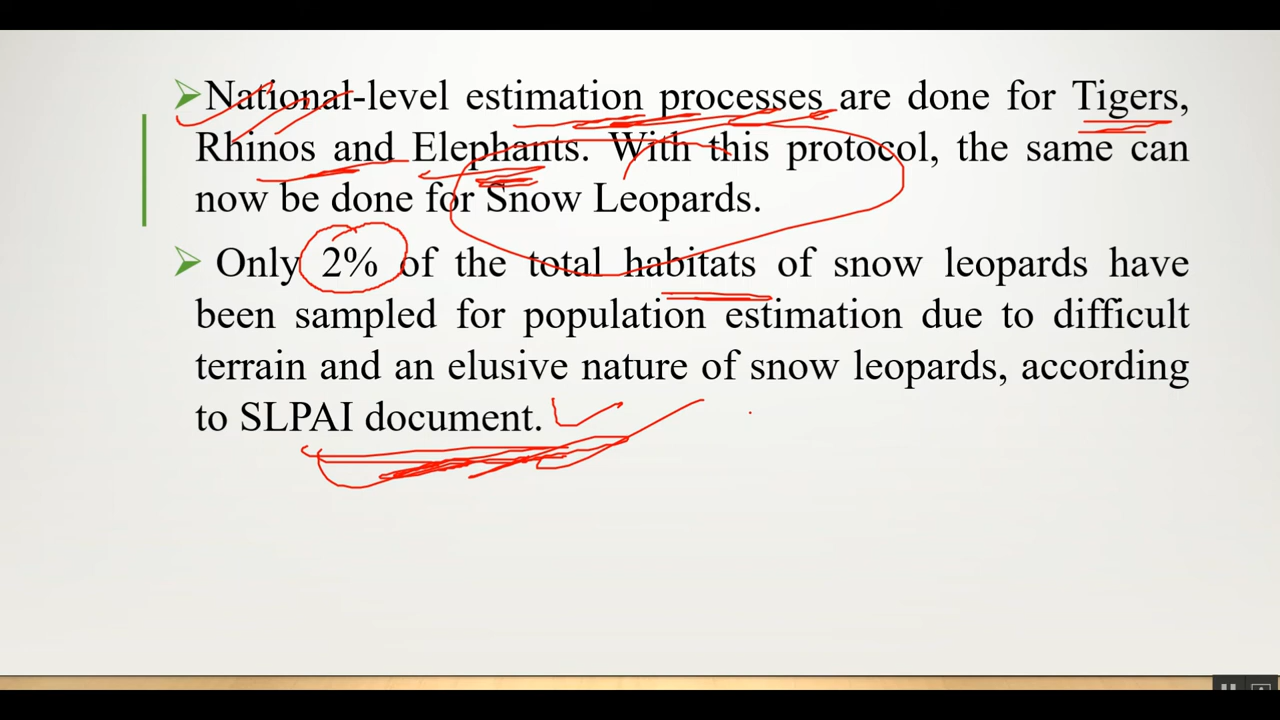 National-level estimation processes are done for Tigers,
Rhinos and Elephants. With this protocol, the same can
now be done for Snow Leopards.
Only 2% of the total habitats of snow leopards have
been sampled for population estimation due to difficult
terrain and an elusive nature of snow leopards, according
to SLPAI document.